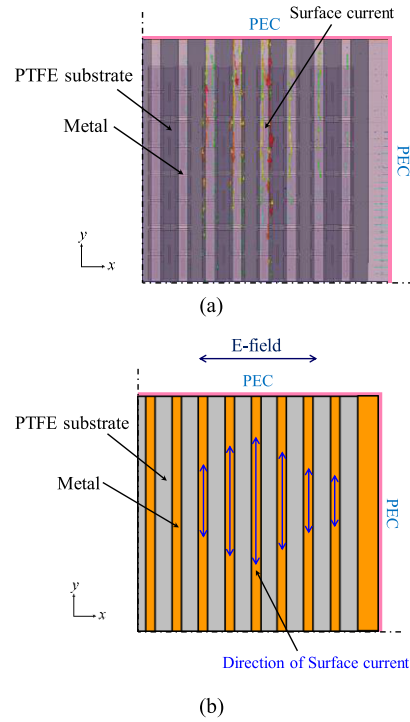 Surface current
PEC
PTFE substrate
Metal
PEC
y
x
(a)
E-field
PEC
PTFE substrate
Metal
PEC
y
x
Direction of Surface current
(b)